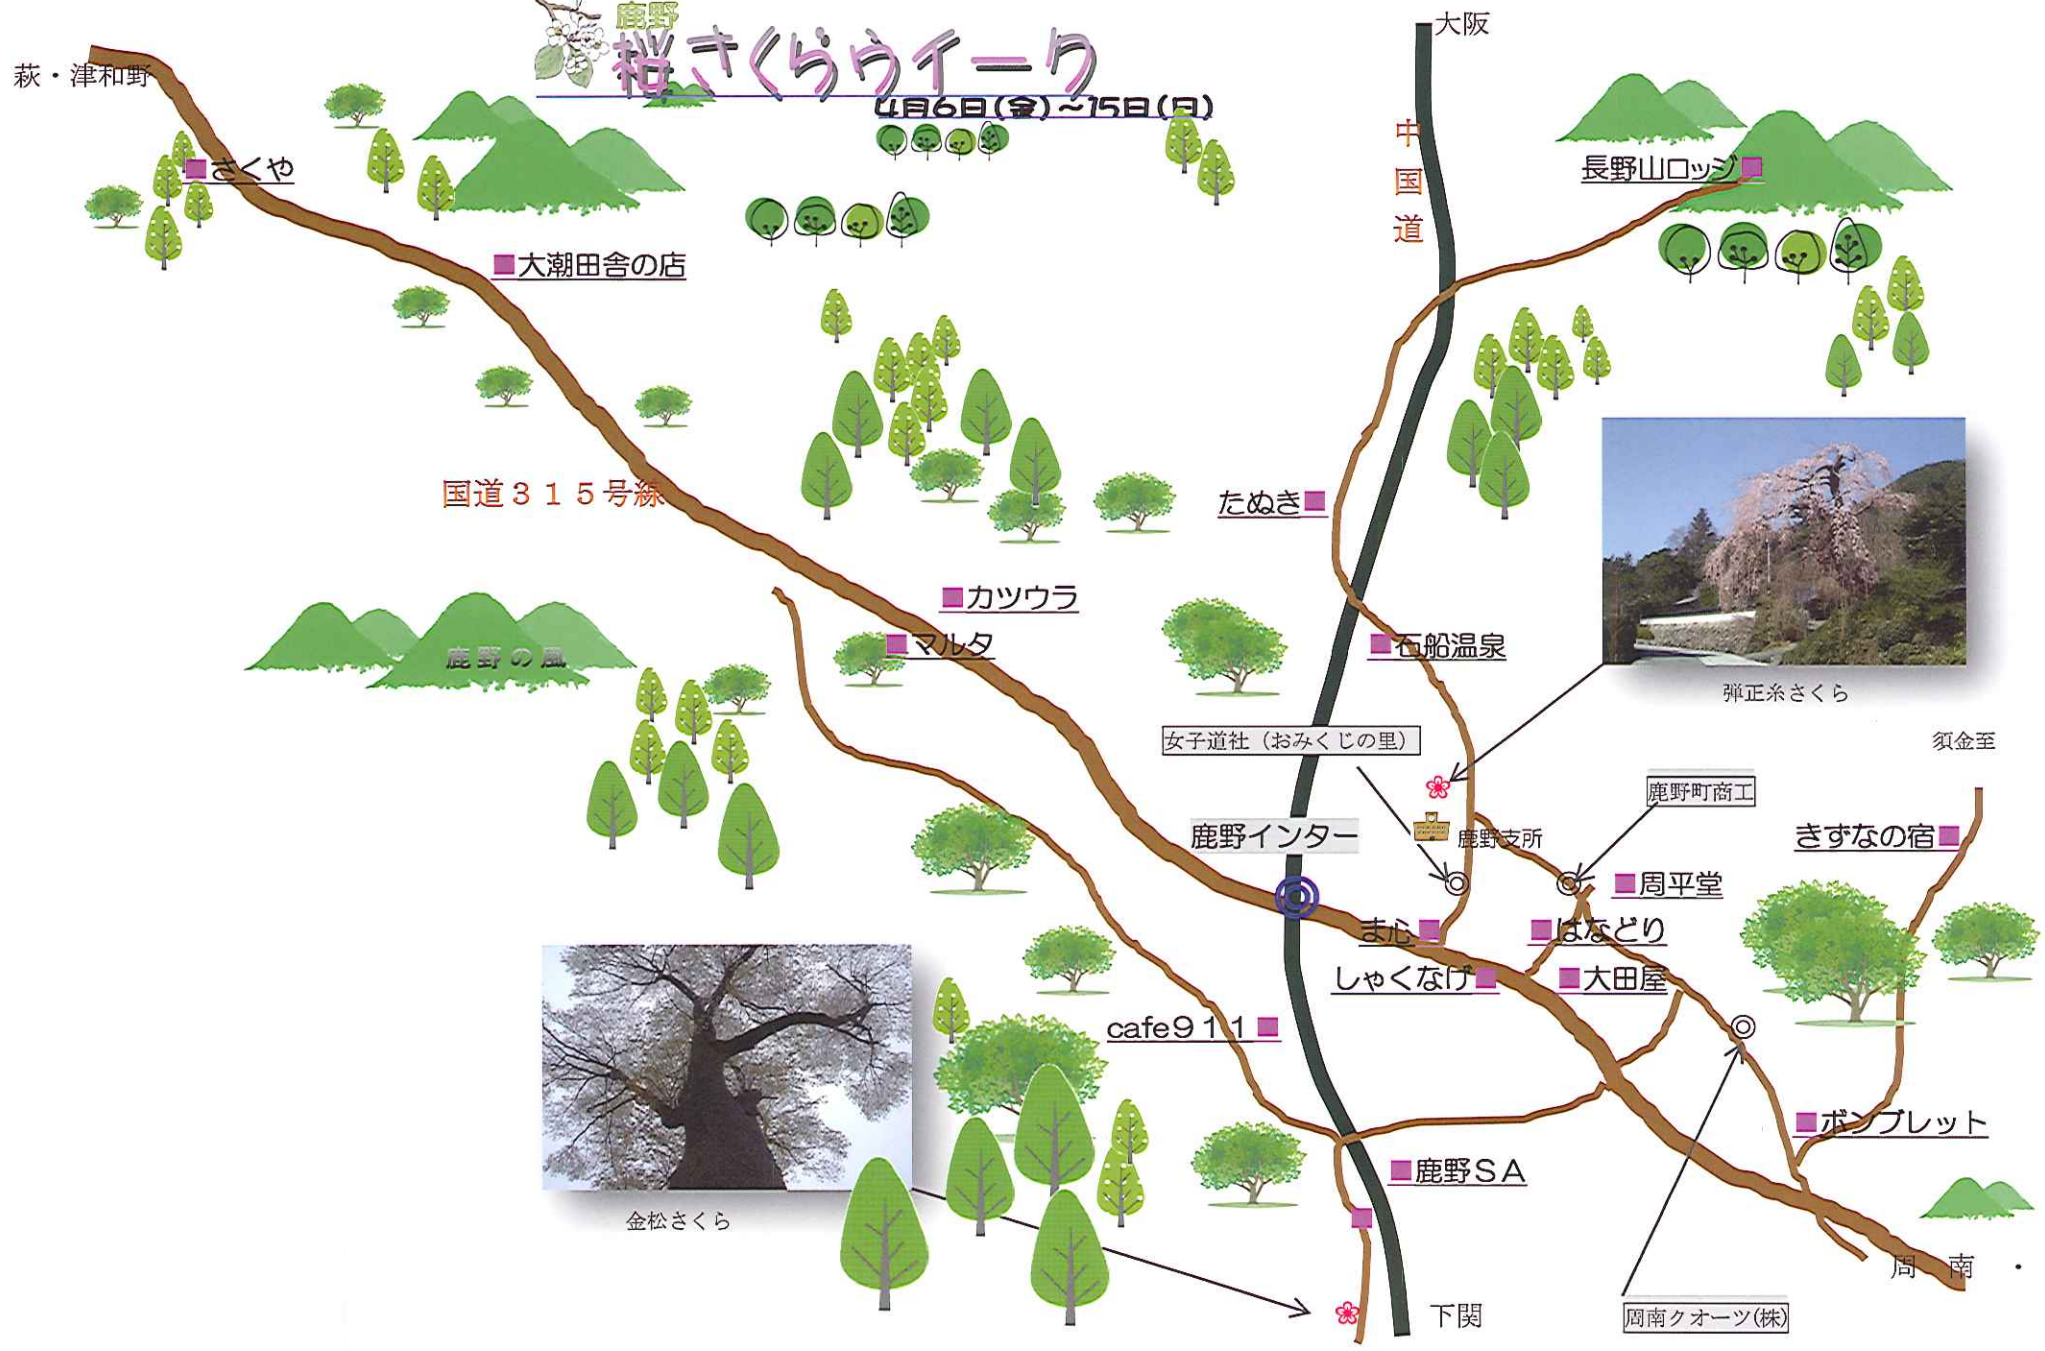 鹿野
桜さくらウイーク
4月6日(金)～15日(日)
大阪
萩・津和野
中国道
長野山ロッジ
さくや
大潮田舎の店
国道３１５号線
たぬき
カツウラ
マルタ
石船温泉
鹿野の風
弾正糸さくら
女子道社（おみくじの里）
須金至
鹿野町商工
鹿野インター
鹿野支所
きずなの宿
周平堂
ま心
はなどり
しゃくなげ
大田屋
cafe９１１
ボンブレット
鹿野ＳＡ
金松さくら
周　南　・
下関
周南クオーツ(株)